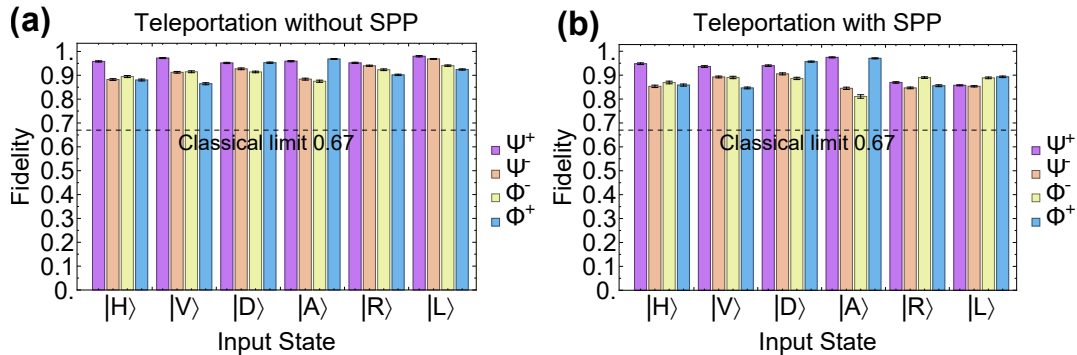 (a)
Teleportation without SPP
Fidelity
1.
0.9
0.8
0.7
0.6
0.5
0.4
0.3
0.2
0.1
0.
Classical limit 0.67
|H⟩ |V⟩ |D⟩ |A⟩ |R⟩ |L⟩
Input State
Ψ⁺
Ψ⁻
Φ⁻
Φ⁺
(b)
Teleportation with SPP
Fidelity
1.
0.9
0.8
0.7
0.6
0.5
0.4
0.3
0.2
0.1
0.
Classical limit 0.67
|H⟩ |V⟩ |D⟩ |A⟩ |R⟩ |L⟩
Input State
Ψ⁺
Ψ⁻
Φ⁻
Φ⁺